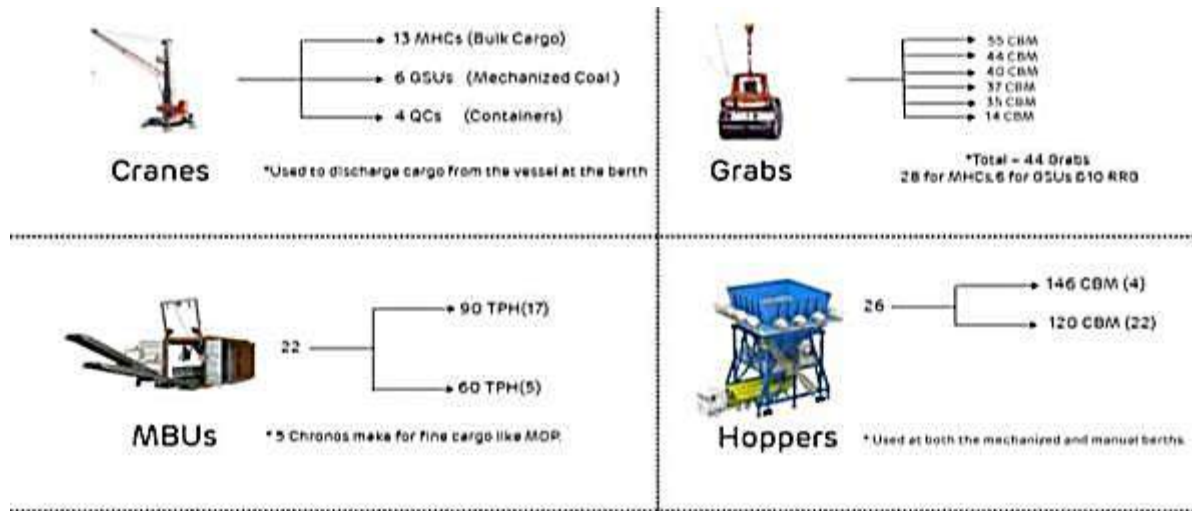 13 MHCs (Bulk Cargo)
6 GSUs (Mechanized Coal )
4 QCs (Containers)
Cranes
*Used to discharge cargo from the vessel at the berth
55 CBM
44 CBM
40 CBM
37 CBM
35 CBM
14 CBM
Grabs
*Total - 44 Grabs
28 for MHCs,6 for GSUs &10 RRG
22
90 TPH(17)
60 TPH(5)
MBUs
* 5 Chronos make for fine cargo like MOP.
26
146 CBM (4)
120 CBM (22)
Hoppers
* Used at both the mechanized and manual berths.